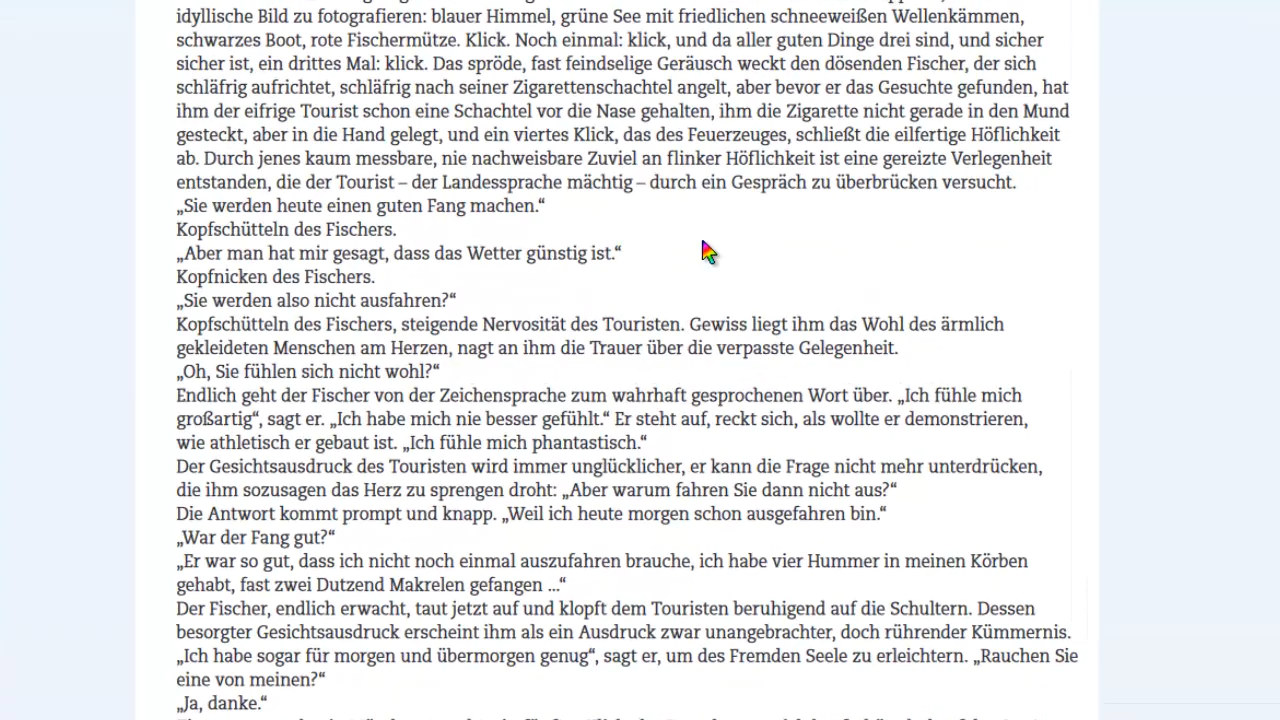 idyllische Bild zu fotografieren: blauer Himmel, grüne See mit friedlichen schneeweißen Wellenkämmen,
schwarzes Boot, rote Fischermütze. Klick. Noch einmal: klick, und da aller guten Dinge drei sind, und sicher
sicher ist, ein drittes Mal: klick. Das spröde, fast feindselige Geräusch weckt den dösenden Fischer, der sich
schläfrig aufrichtet, schläfrig nach seiner Zigarettenschachtel angelt, aber bevor er das Gesuchte gefunden, hat
ihm der eifrige Tourist schon eine Schachtel vor die Nase gehalten, ihm die Zigarette nicht gerade in den Mund
gesteckt, aber in die Hand gelegt, und ein viertes Klick, das des Feuerzeuges, schließt die eilfertige Höflichkeit
ab. Durch jenes kaum messbare, nie nachweisbare Zuviel an flinker Höflichkeit ist eine gereizte Verlegenheit
entstanden, die der Tourist – der Landessprache mächtig – durch ein Gespräch zu überbrücken versucht.
„Sie werden heute einen guten Fang machen.“
Kopfschütteln des Fischers.
„Aber man hat mir gesagt, dass das Wetter günstig ist.“
Kopfnicken des Fischers.
„Sie werden also nicht ausfahren?“
Kopfschütteln des Fischers, steigende Nervosität des Touristen. Gewiss liegt ihm das Wohl des ärmlich
gekleideten Menschen am Herzen, nagt an ihm die Trauer über die verpasste Gelegenheit.
„Oh, Sie fühlen sich nicht wohl?“
Endlich geht der Fischer von der Zeichensprache zum wahrhaft gesprochenen Wort über. „Ich fühle mich
großartig“, sagt er. „Ich habe mich nie besser gefühlt.“ Er steht auf, reckt sich, als wollte er demonstrieren,
wie athletisch er gebaut ist. „Ich fühle mich phantastisch.“
Der Gesichtsausdruck des Touristen wird immer unglücklicher, er kann die Frage nicht mehr unterdrücken,
die ihm sozusagen das Herz zu sprengen droht: „Aber warum fahren Sie dann nicht aus?“
Die Antwort kommt prompt und knapp. „Weil ich heute morgen schon ausgefahren bin.“
„War der Fang gut?“
„Er war so gut, dass ich nicht noch einmal auszufahren brauche, ich habe vier Hummer in meinen Körben
gehabt, fast zwei Dutzend Makrelen gefangen ...“
Der Fischer, endlich erwacht, taut jetzt auf und klopft dem Touristen beruhigend auf die Schultern. Dessen
besorgter Gesichtsausdruck erscheint ihm als ein Ausdruck zwar unangebrachter, doch rührender Kümmernis.
„Ich habe sogar für morgen und übermorgen genug“, sagt er, um des Fremden Seele zu erleichtern. „Rauchen Sie
eine von meinen?“
„Ja, danke.“